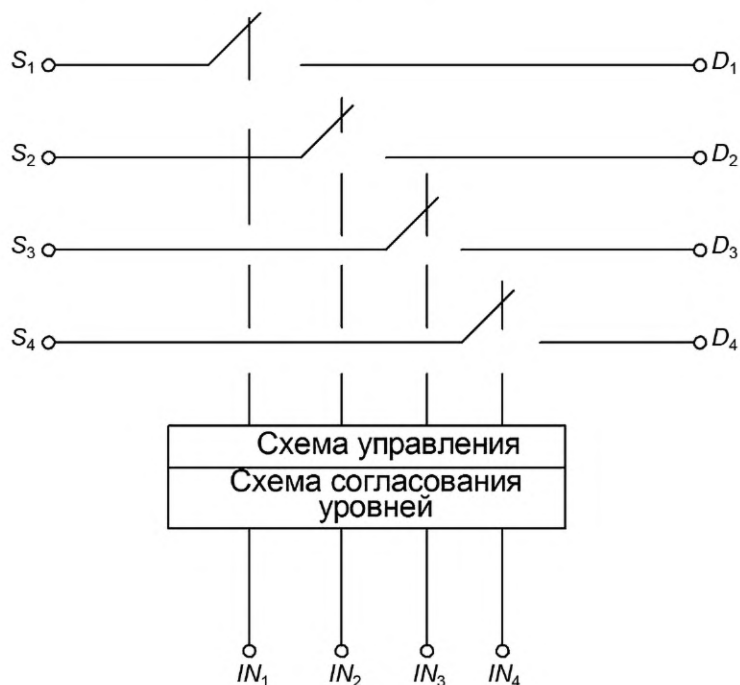 S₁ D₁
S₂ D₂
S₃ D₃
S₄ D₄
Схема управления
Схема согласования
уровней
IN₁ IN₂ IN₃ IN₄